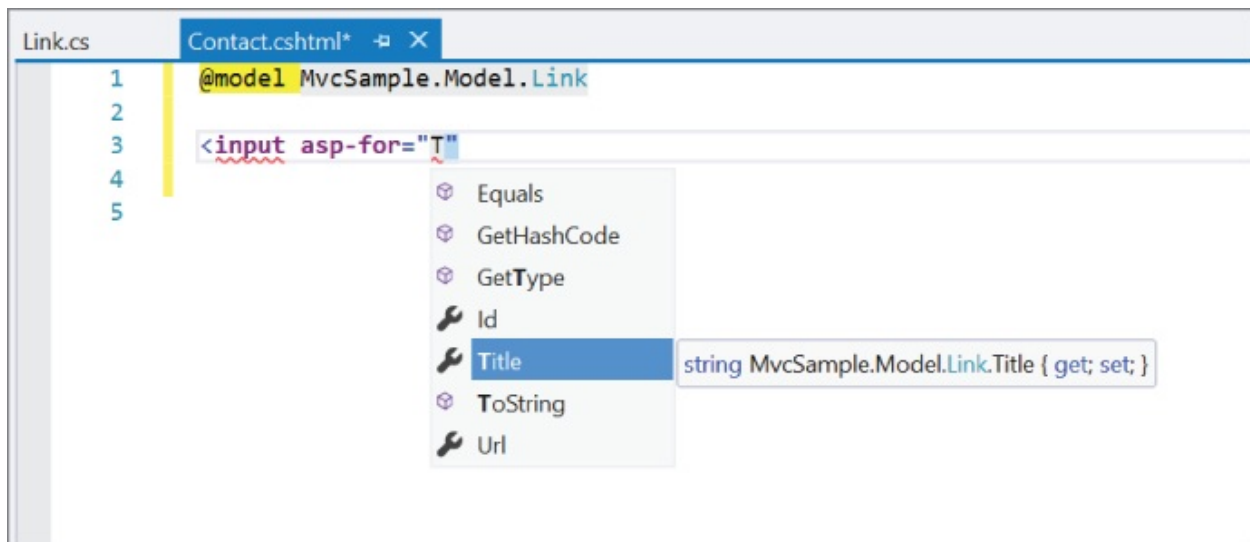 Link.cs Contact.cshtml*
1 @model MvcSample.Model.Link
2
3 <input asp-for="T"
4
5
Equals
GetHashCode
GetType
Id
Title string MvcSample.Model.Link.Title { get; set; }
ToString
Url